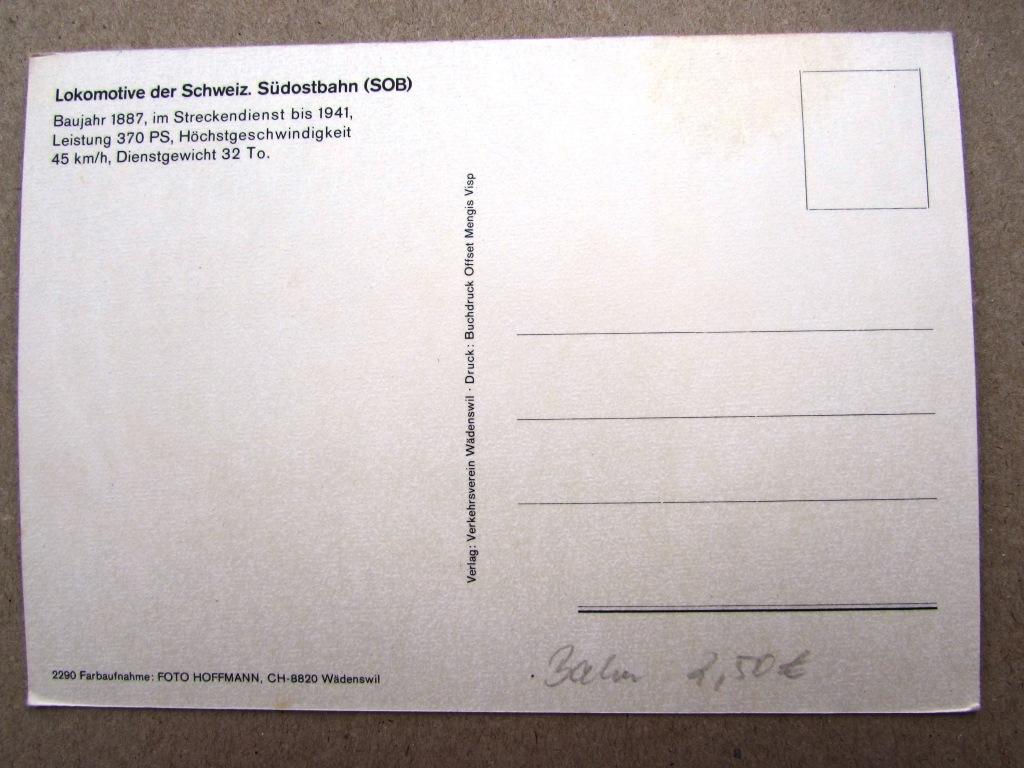 Lokomotive der Schweiz. Südostbahn (SOB)
Baujahr 1887, im Streckendienst bis 1941,
Leistung 370 PS, Höchstgeschwindigkeit
45 km/h, Dienstgewicht 32 To.
Verlag: Verkehrsverein Wädenswil · Druck: Buchdruck Offset Mengis Visp
2290 Farbaufnahme: FOTO HOFFMANN, CH-8820 Wädenswil
Bahn 2,50 €